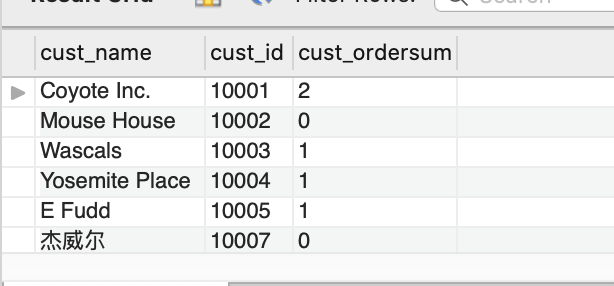 Result Grid Filter Rows: Search
cust_name cust_id cust_ordersum
Coyote Inc. 10001 2
Mouse House 10002 0
Wascals 10003 1
Yosemite Place 10004 1
E Fudd 10005 1
杰威尔 10007 0